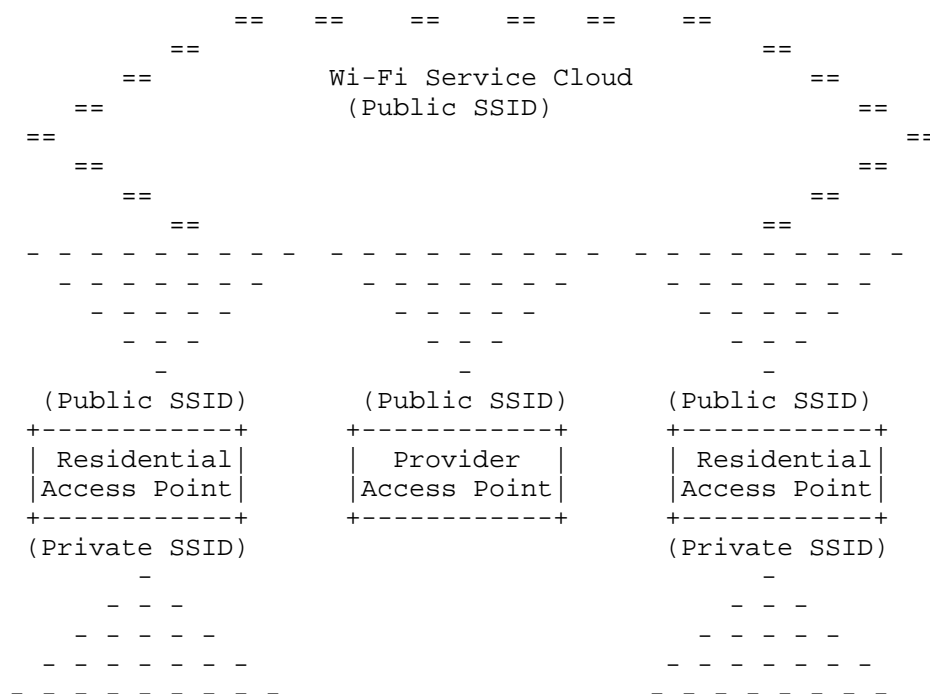 Wi-Fi Service Cloud
(Public SSID)
(Public SSID) (Public SSID) (Public SSID)
Residential Provider Residential
Access Point Access Point Access Point
(Private SSID) (Private SSID)